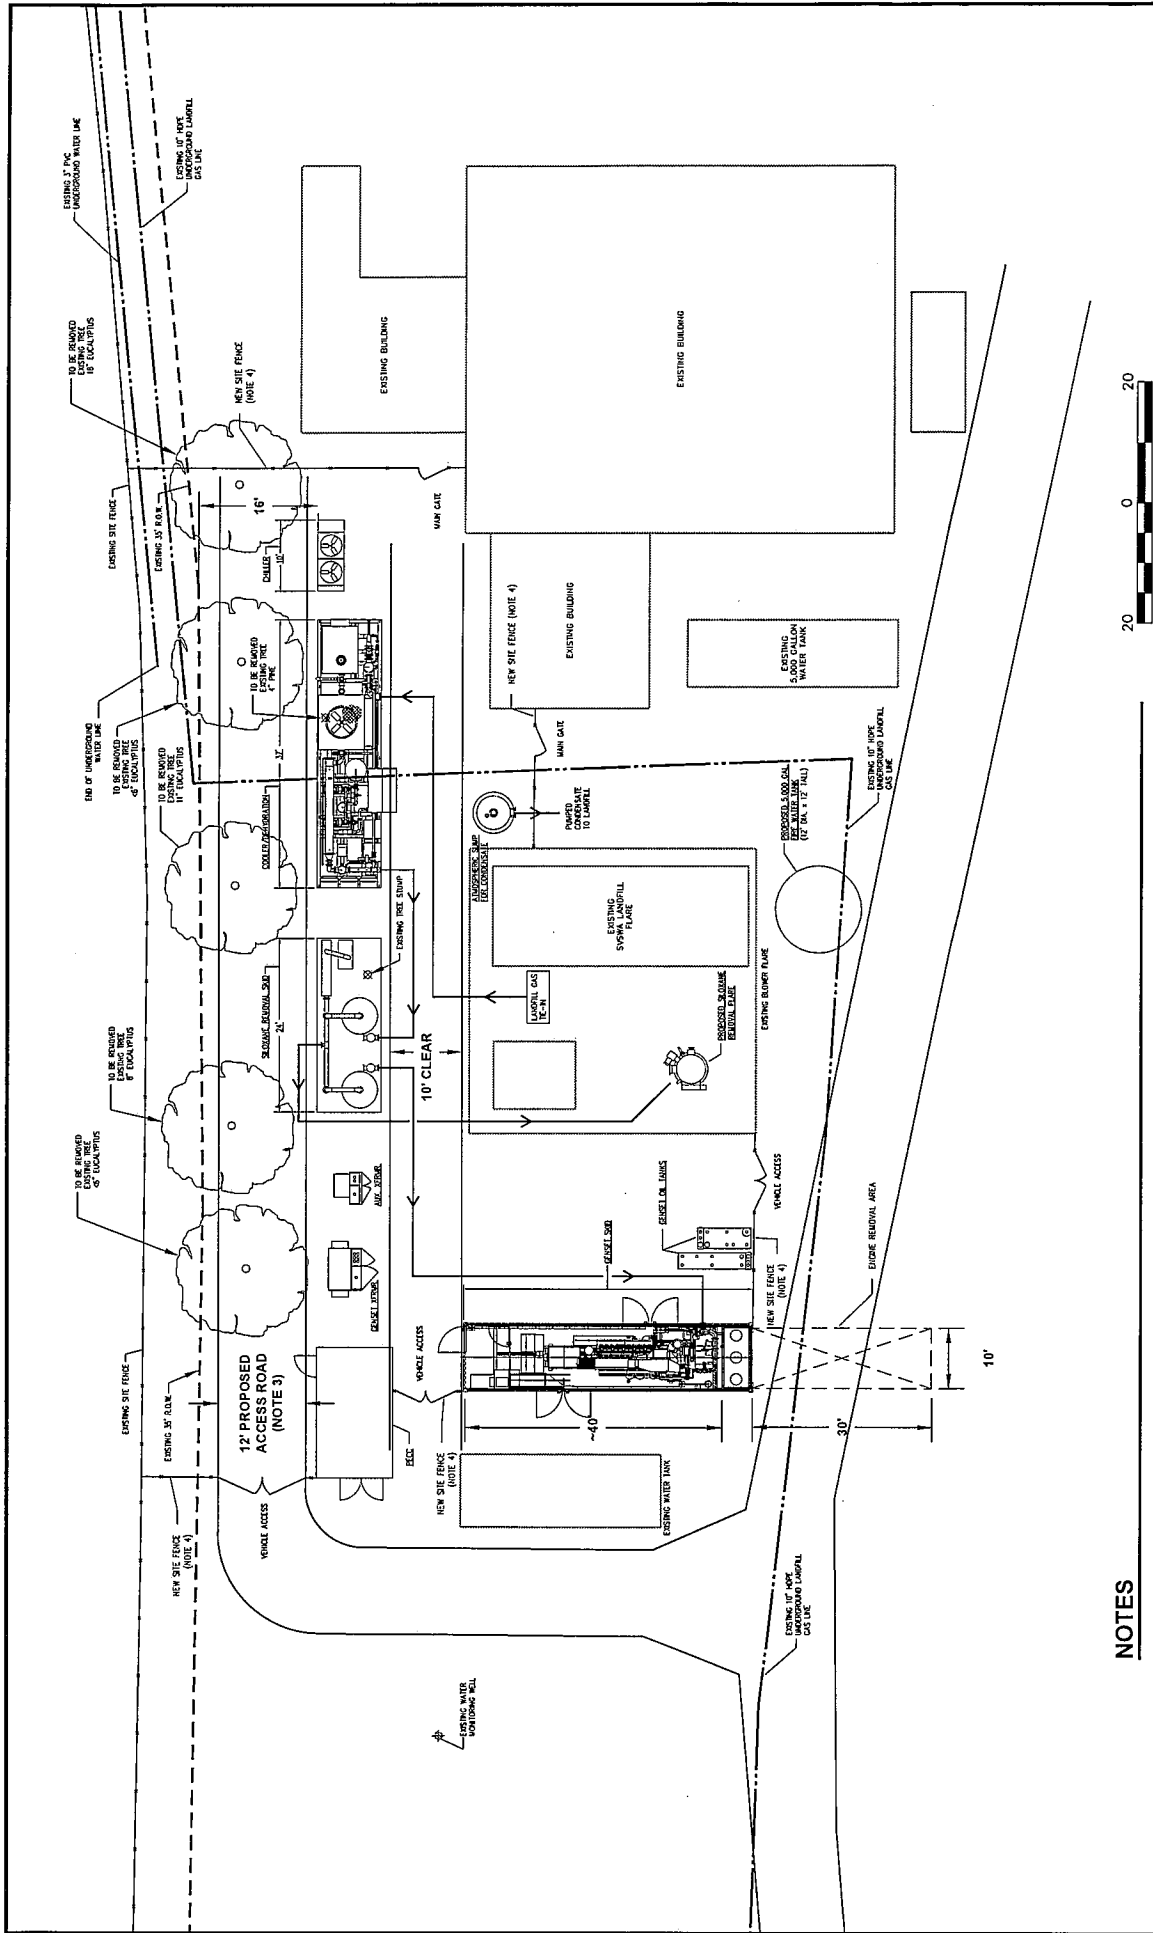 EXISTING 3" PVC
UNDERGROUND WATER LINE
EXISTING 10" HDPE
UNDERGROUND LANDFILL
GAS LINE
TO BE REMOVED
EXISTING TREE
18" EUCALYPTUS
NEW SITE FENCE
(NOTE 4)
EXISTING SITE FENCE
EXISTING 35' R.O.W.
16'
CHILLER
10'
MAIN GATE
EXISTING BUILDING
EXISTING BUILDING
END OF UNDERGROUND
WATER LINE
TO BE REMOVED
EXISTING TREE
<6" EUCALYPTUS
TO BE REMOVED
EXISTING TREE
11" EUCALYPTUS
TO BE REMOVED
EXISTING TREE
4" PINE
37'
COOLER/DEHYDRATION
NEW SITE FENCE (NOTE 4)
EXISTING BUILDING
MAIN GATE
EXISTING
5,000 GALLON
WATER TANK
PUMPED
CONDENSATE
TO LANDFILL
ATMOSPHERIC SUMP
FOR CONDENSATE
EXISTING 10" HDPE
UNDERGROUND LANDFILL
GAS LINE
PROPOSED 5,000 GAL
FIRE WATER TANK
(12' DIA. x 12' TALL)
EXISTING
SVSWA LANDFILL
FLARE
EXISTING TREE STUMP
SILOXANE REMOVAL SKID
24'
LANDFILL GAS
TIE-IN
10' CLEAR
PROPOSED SILOXANE
REMOVAL FLARE
EXISTING BLOWER FLARE
TO BE REMOVED
EXISTING TREE
8" EUCALYPTUS
TO BE REMOVED
EXISTING TREE
<6" EUCALYPTUS
AUX XFRWR
GENSET XFRWR
GENSET OIL TANKS
GENSET SKID
VEHICLE ACCESS
NEW SITE FENCE
(NOTE 4)
ENGINE REMOVAL AREA
EXISTING SITE FENCE
EXISTING 35' R.O.W.
12' PROPOSED
ACCESS ROAD
(NOTE 3)
VEHICLE ACCESS
PECC
~40'
30'
10'
NEW SITE FENCE
(NOTE 4)
EXISTING WATER TANK
NEW SITE FENCE
(NOTE 4)
VEHICLE ACCESS
EXISTING 10" HDPE
UNDERGROUND LANDFILL
GAS LINE
EXISTING WATER
MONITORING WELL
20
0
20
NOTES